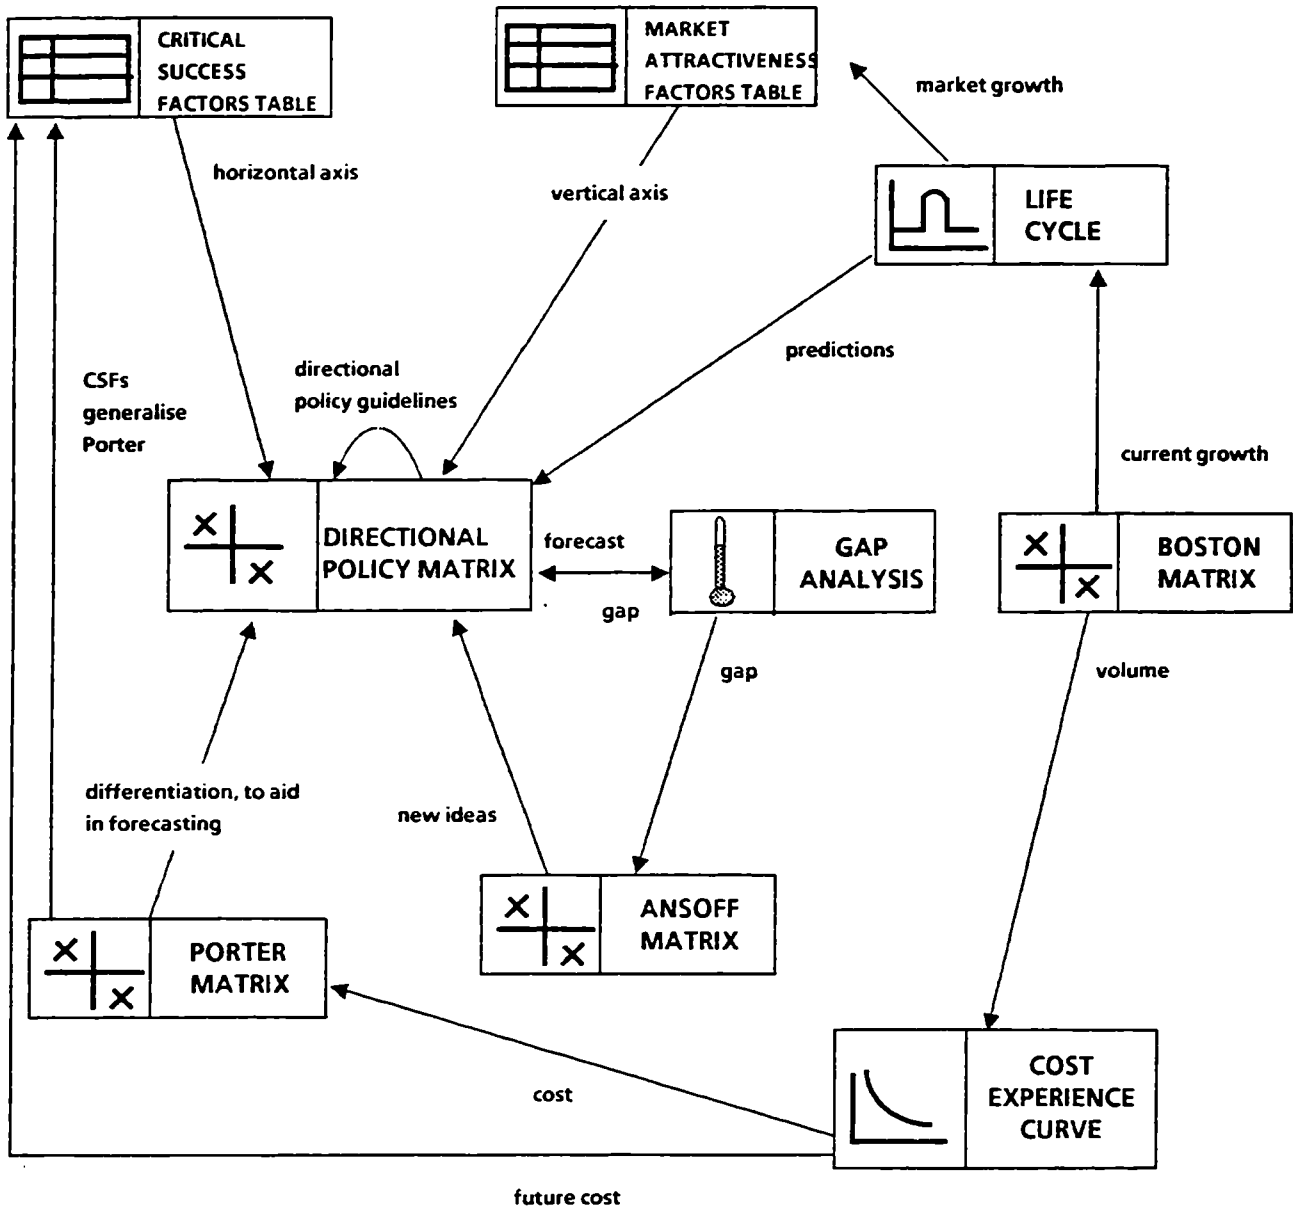 CRITICAL
SUCCESS
FACTORS TABLE
MARKET
ATTRACTIVENESS
FACTORS TABLE
market growth
horizontal axis
vertical axis
LIFE
CYCLE
predictions
directional
policy guidelines
CSFs
generalise
Porter
current growth
DIRECTIONAL
POLICY MATRIX
forecast
gap
GAP
ANALYSIS
BOSTON
MATRIX
gap
volume
differentiation, to aid
in forecasting
new ideas
ANSOFF
MATRIX
PORTER
MATRIX
cost
COST
EXPERIENCE
CURVE
future cost